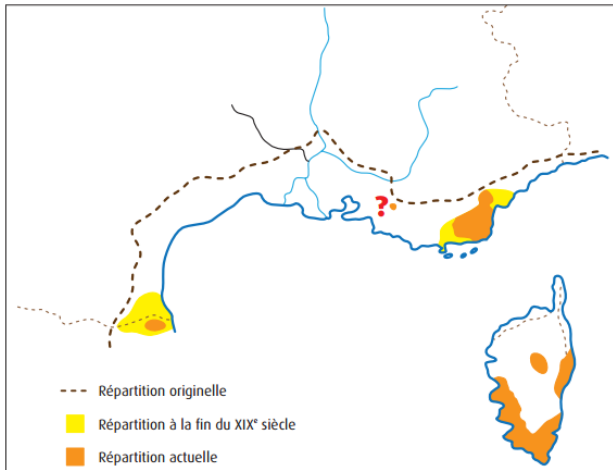 ?
Répartition originelle
Répartition à la fin du XIXe siècle
Répartition actuelle